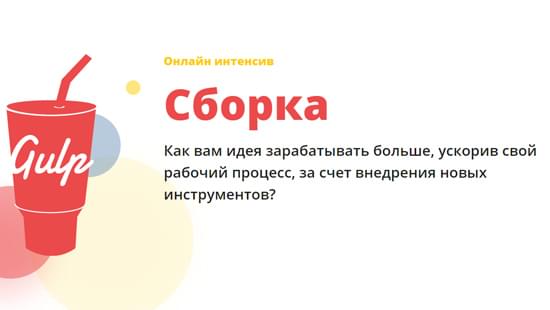 Онлайн интенсив
Сборка
Как вам идея зарабатывать больше, ускорив свой
рабочий процесс, за счет внедрения новых
инструментов?
Gulp